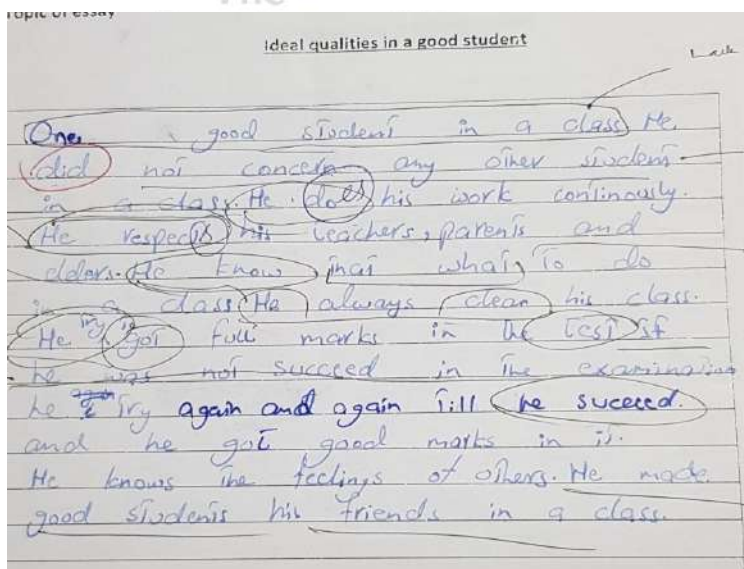 Topic of essay
Ideal qualities in a good student
One good student in a class He
did not concern any other student
in a class. He does his work continously.
He respects his teachers, parents and
elders. He know that what to do
in a class. He always clean his class.
He try to got full marks in the test If
he was not succeed in the examination
he try again and again till he suceed.
and he got good marks in it.
He knows the feelings of others. He made
good students his friends in a class.